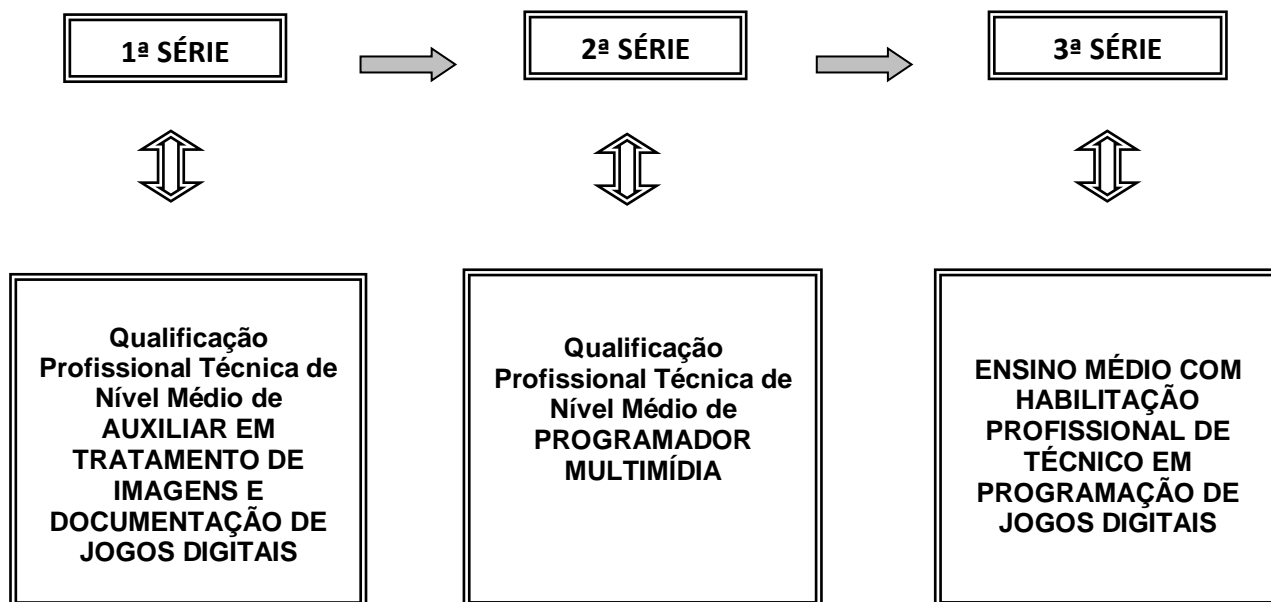 1ª SÉRIE
2ª SÉRIE
3ª SÉRIE
Qualificação
Profissional Técnica de
Nível Médio de
AUXILIAR EM
TRATAMENTO DE
IMAGENS E
DOCUMENTAÇÃO DE
JOGOS DIGITAIS
Qualificação
Profissional Técnica de
Nível Médio de
PROGRAMADOR
MULTIMÍDIA
ENSINO MÉDIO COM
HABILITAÇÃO
PROFISSIONAL DE
TÉCNICO EM
PROGRAMAÇÃO DE
JOGOS DIGITAIS